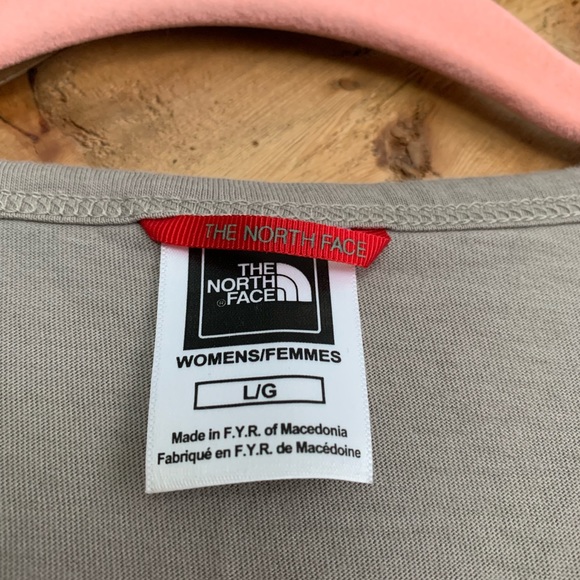 THE NORTH FACE
THE
NORTH
FACE
WOMENS/FEMMES
L/G
Made in F.Y.R. of Macedonia
Fabriqué en F.Y.R. de Macédoine